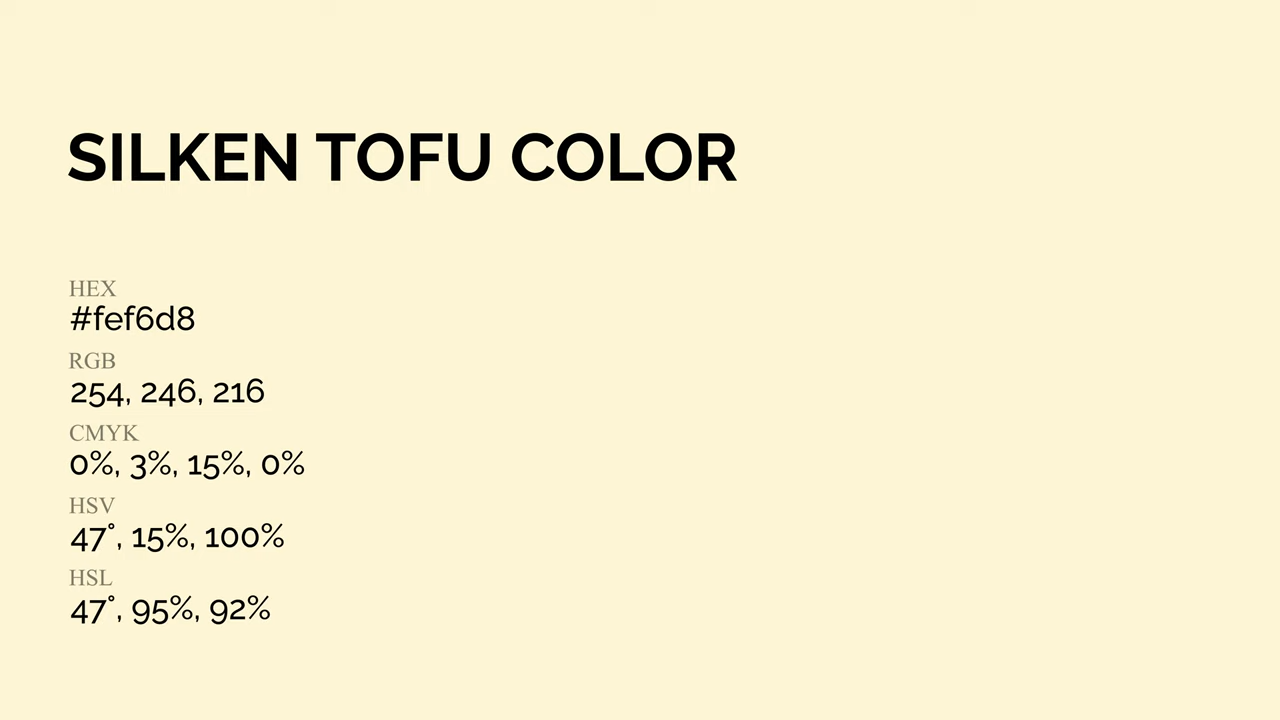 SILKEN TOFU COLOR
HEX
#fef6d8
RGB
254, 246, 216
CMYK
0%, 3%, 15%, 0%
HSV
47°, 15%, 100%
HSL
47°, 95%, 92%